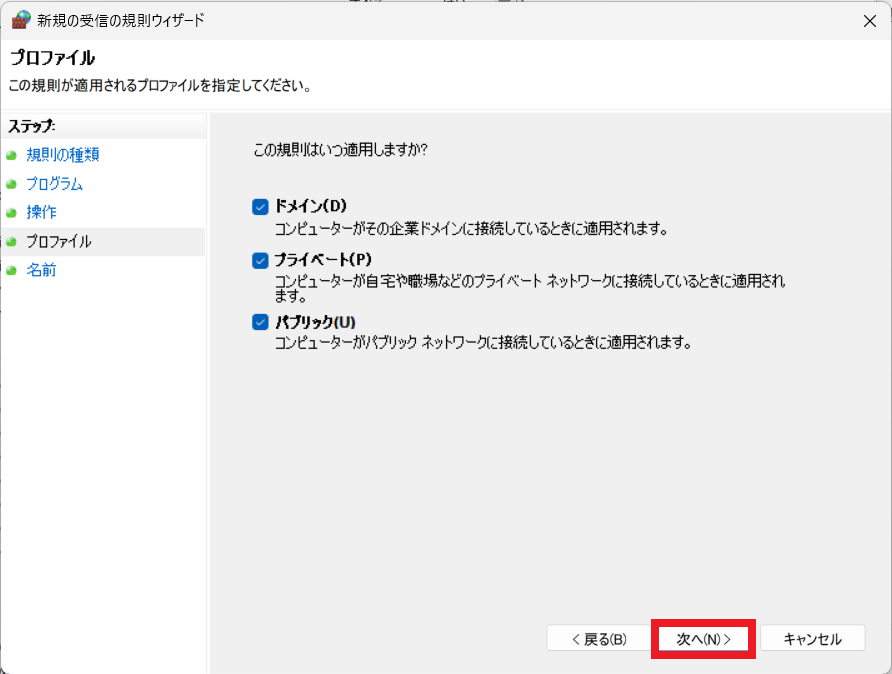 新規の受信の規則ウィザード
プロファイル
この規則が適用されるプロファイルを指定してください。
ステップ:
規則の種類
プログラム
操作
プロファイル
名前
この規則はいつ適用しますか?
ドメイン(D)
コンピューターがその企業ドメインに接続しているときに適用されます。
プライベート(P)
コンピューターが自宅や職場などのプライベート ネットワークに接続しているときに適用され
ます。
パブリック(U)
コンピューターがパブリック ネットワークに接続しているときに適用されます。
< 戻る(B)
次へ(N) >
キャンセル